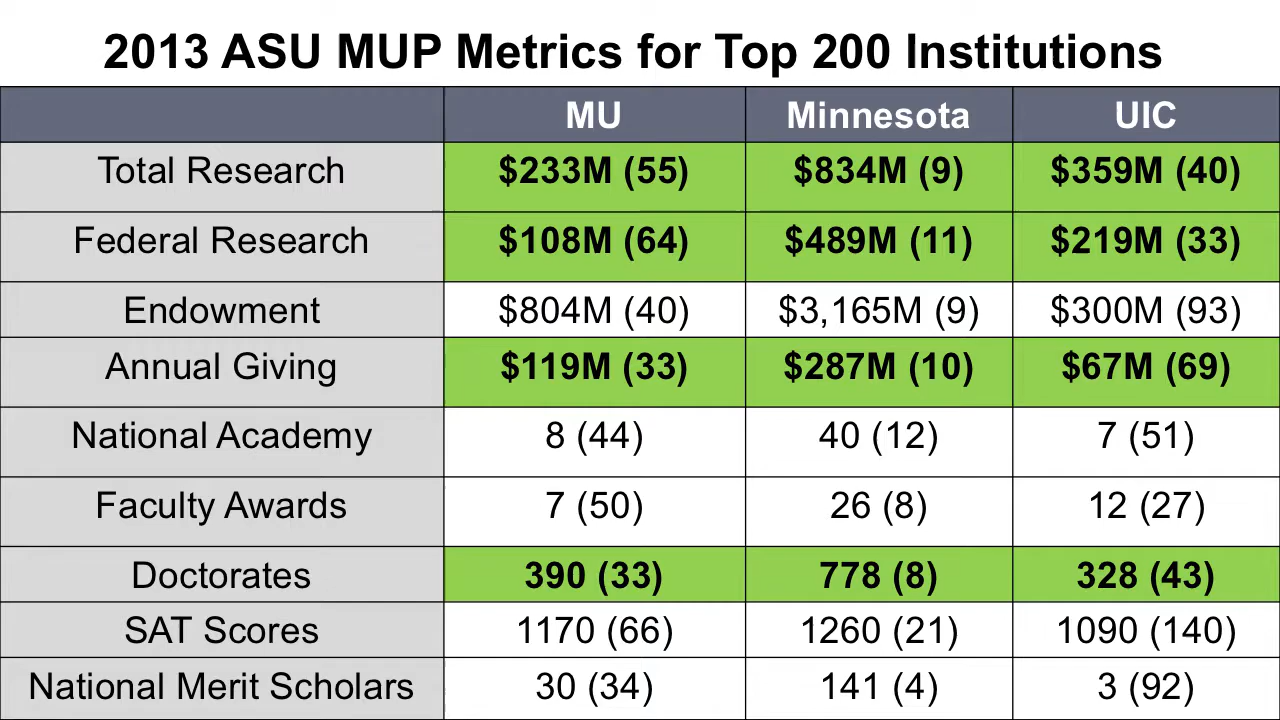 2013 ASU MUP Metrics for Top 200 Institutions
MU Minnesota UIC
Total Research $233M (55) $834M (9) $359M (40)
Federal Research $108M (64) $489M (11) $219M (33)
Endowment $804M (40) $3,165M (9) $300M (93)
Annual Giving $119M (33) $287M (10) $67M (69)
National Academy 8 (44) 40 (12) 7 (51)
Faculty Awards 7 (50) 26 (8) 12 (27)
Doctorates 390 (33) 778 (8) 328 (43)
SAT Scores 1170 (66) 1260 (21) 1090 (140)
National Merit Scholars 30 (34) 141 (4) 3 (92)